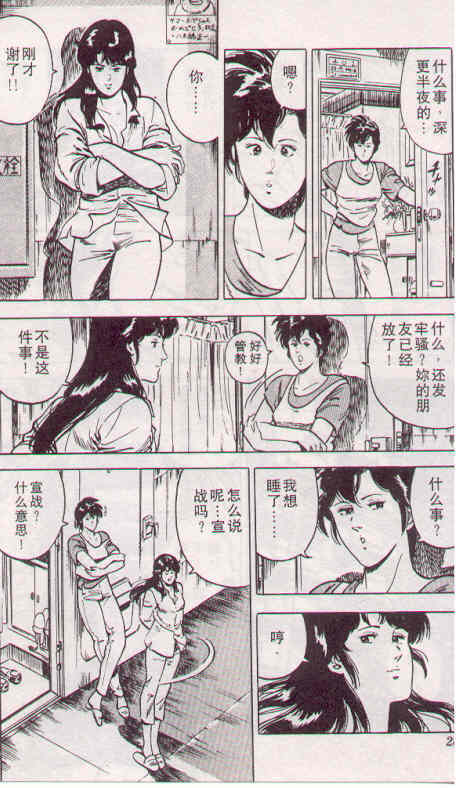 什么事，深
更半夜的…
嗯？
你……
刚才
谢了!!
栓
什么，还发
牢骚？妳的朋
友已经
放了！
好好
管教！
不是这
件事！
什么事？
我想
睡了……
哼。
怎么说
呢…宣
战吗？
宣战？
什么意思！
2